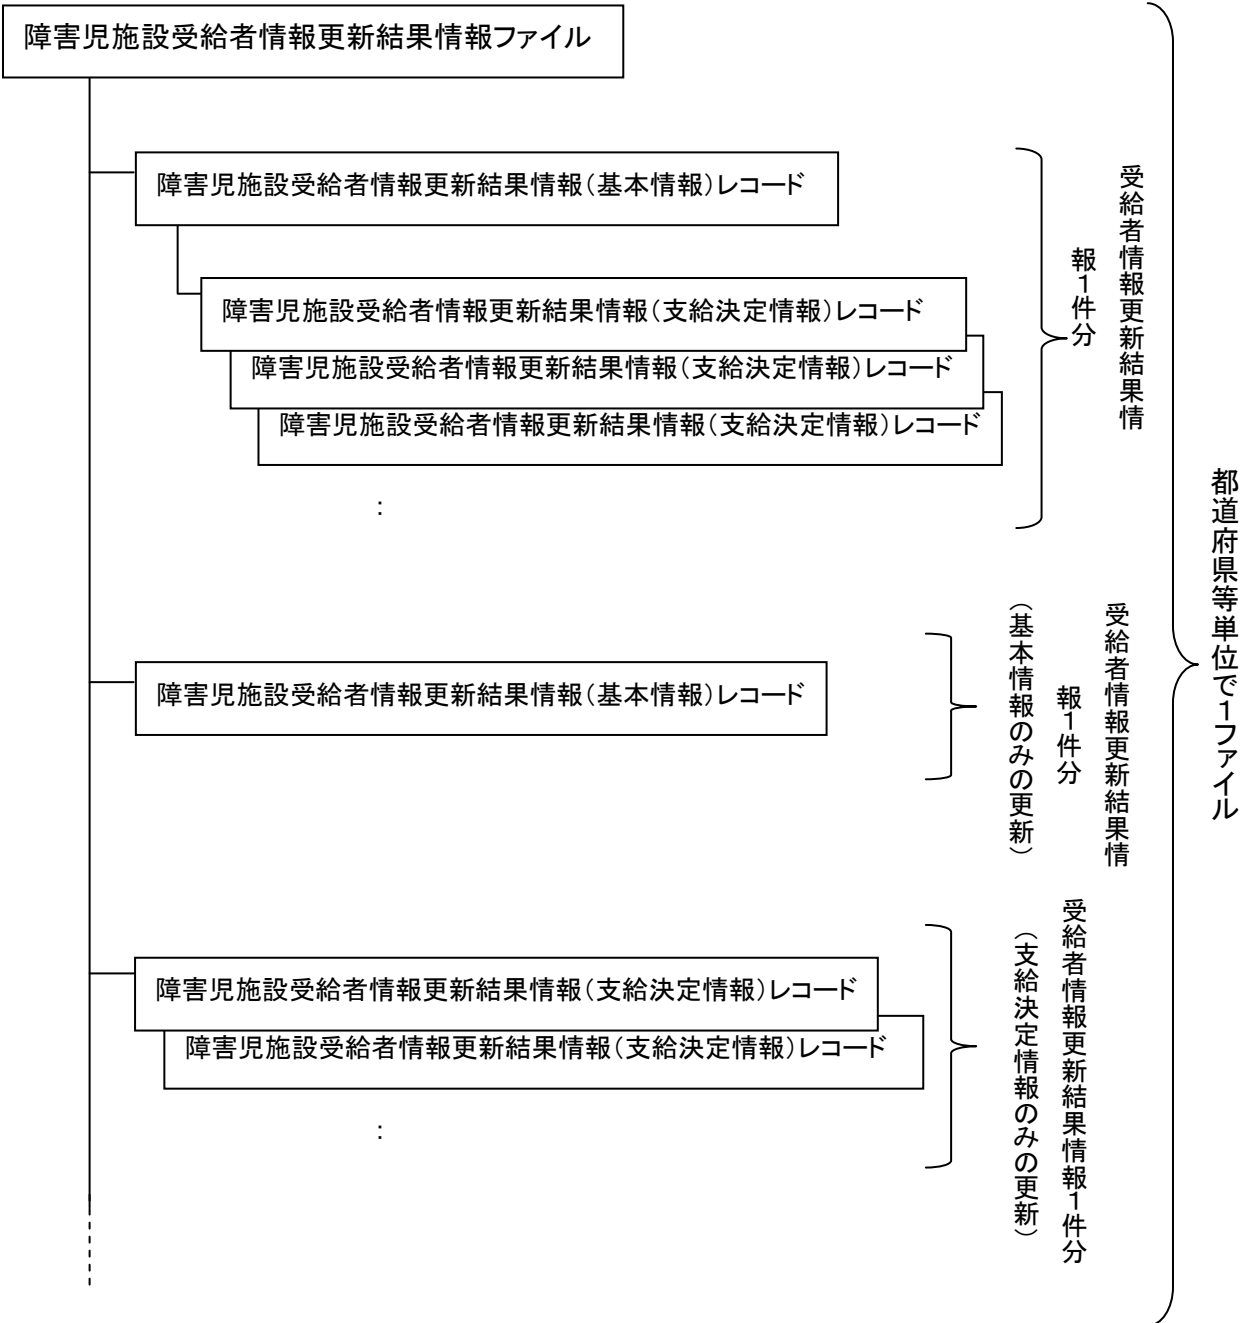 障害児施設受給者情報更新結果情報ファイル
障害児施設受給者情報更新結果情報（基本情報）レコード
障害児施設受給者情報更新結果情報（支給決定情報）レコード
障害児施設受給者情報更新結果情報（支給決定情報）レコード
障害児施設受給者情報更新結果情報（支給決定情報）レコード
：
受給者情報更新結果情
報１件分
障害児施設受給者情報更新結果情報（基本情報）レコード
受給者情報更新結果情
報１件分
（基本情報のみの更新）
障害児施設受給者情報更新結果情報（支給決定情報）レコード
障害児施設受給者情報更新結果情報（支給決定情報）レコード
：
受給者情報更新結果情報１件分
（支給決定情報のみの更新）
都道府県等単位で１ファイル